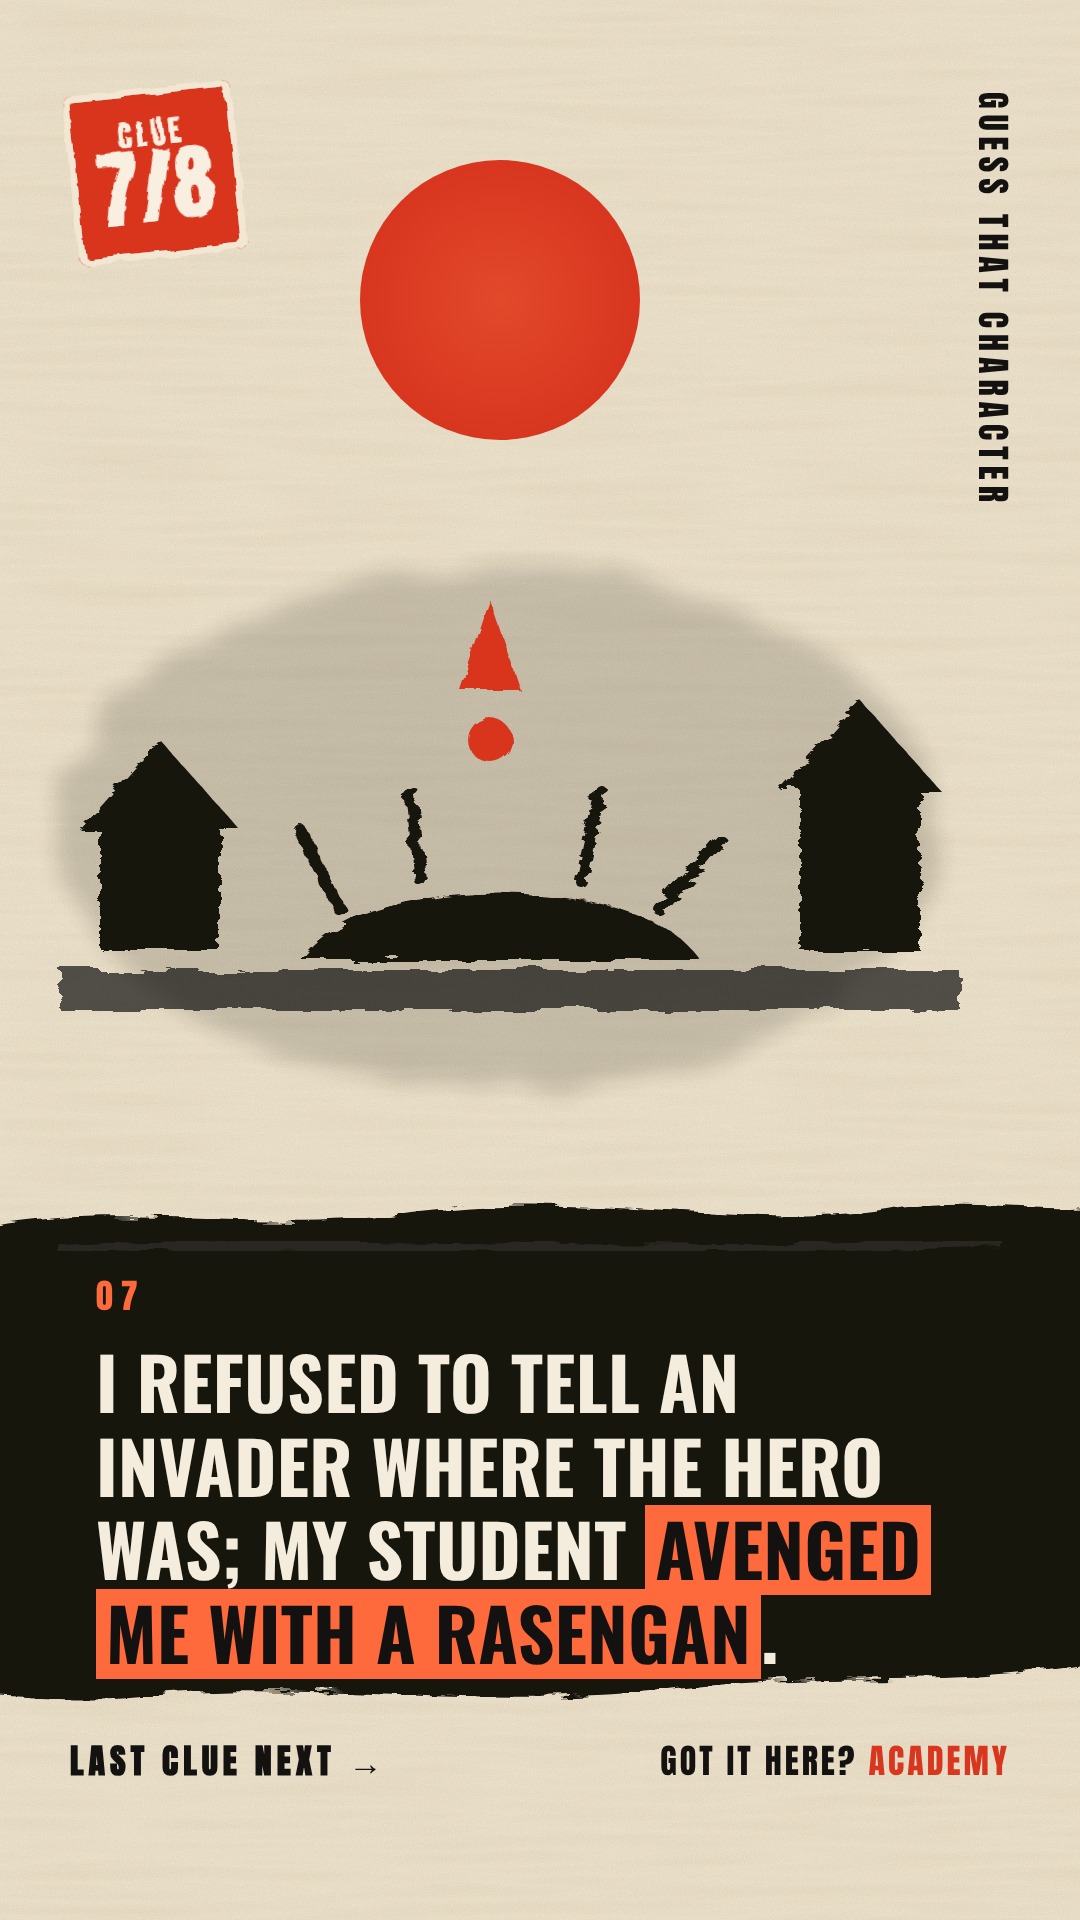 CLUE
7/8
GUESS THAT CHARACTER
07
I REFUSED TO TELL AN
INVADER WHERE THE HERO
WAS; MY STUDENT AVENGED
ME WITH A RASENGAN.
LAST CLUE NEXT →
GOT IT HERE? ACADEMY